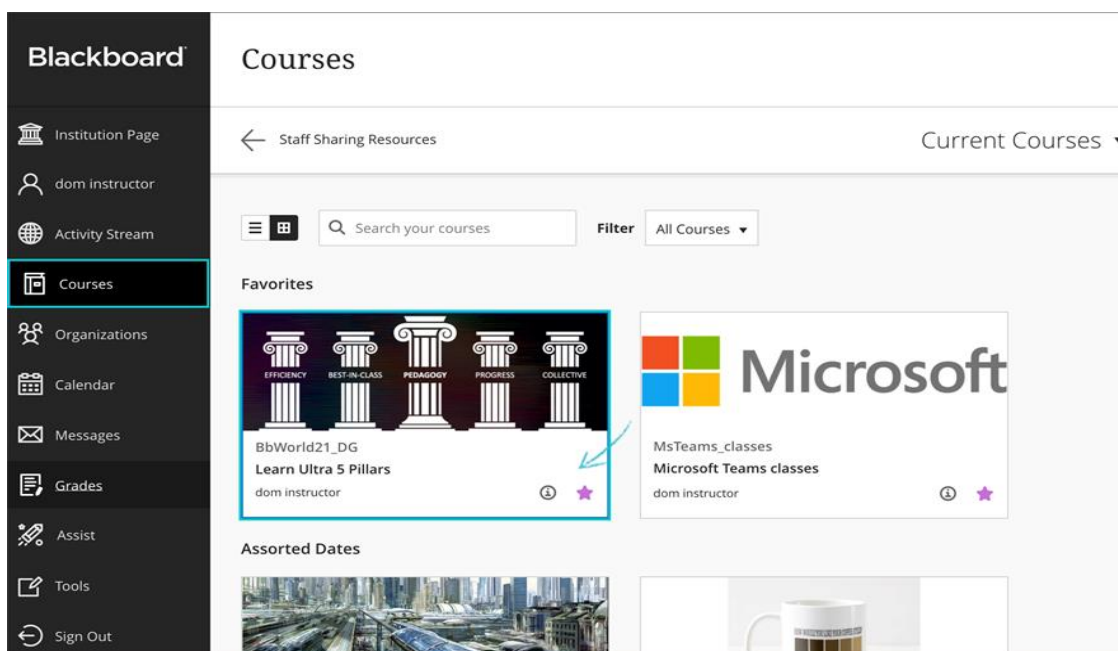 Blackboard
Institution Page
dom instructor
Activity Stream
Courses
Organizations
Calendar
Messages
Grades
Assist
Tools
Sign Out
Courses
Staff Sharing Resources
Current Courses
Search your courses
Filter
All Courses
Favorites
EFFICIENCY BEST-IN-CLASS PEDAGOGY PROGRESS COLLECTIVE
BbWorld21_DG
Learn Ultra 5 Pillars
dom instructor
Microsoft
MsTeams_classes
Microsoft Teams classes
dom instructor
Assorted Dates